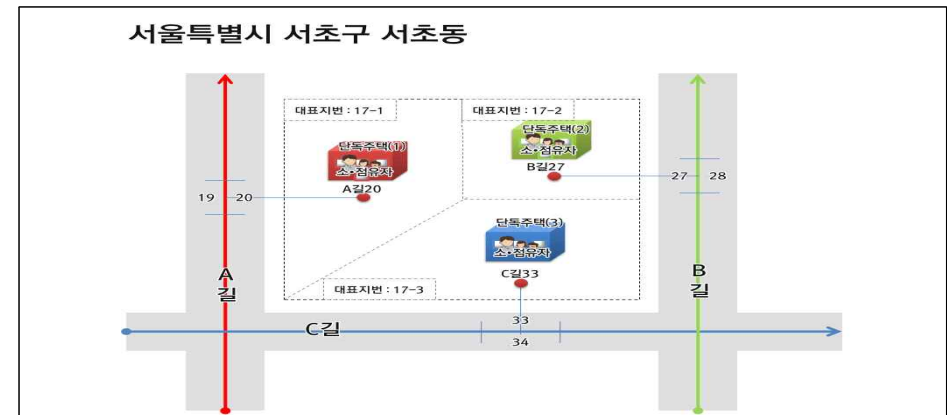 서울특별시 서초구 서초동
대표지번 : 17-1
대표지번 : 17-2
단독주택(1)
소·점유자
A길20
단독주택(2)
소·점유자
B길27
19
20
27
28
단독주택(3)
소·점유자
C길33
대표지번 : 17-3
A
길
B
길
C길
33
34